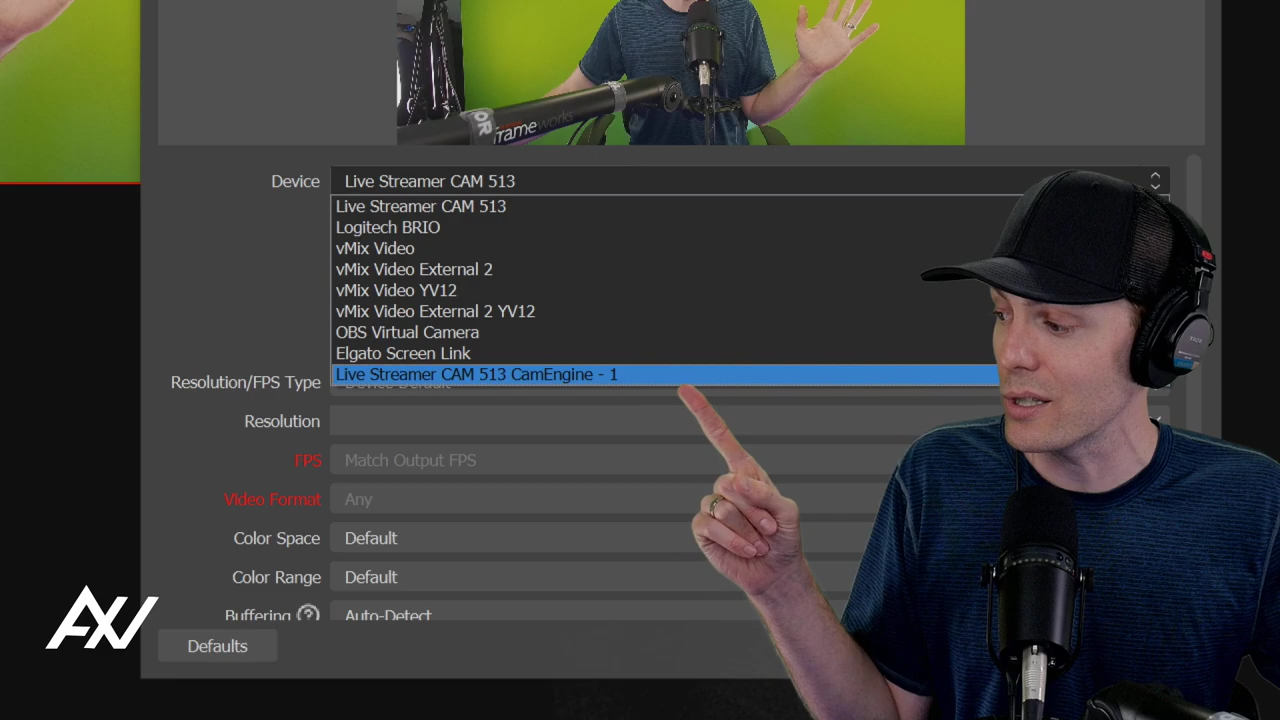 frameworks
Device
Live Streamer CAM 513
Live Streamer CAM 513
Logitech BRIO
vMix Video
vMix Video External 2
vMix Video YV12
vMix Video External 2 YV12
OBS Virtual Camera
Elgato Screen Link
Live Streamer CAM 513 CamEngine - 1
Resolution/FPS Type
Device Default
Resolution
FPS
Match Output FPS
Video Format
Any
Color Space
Default
Color Range
Default
Buffering ?
Auto-Detect
Defaults